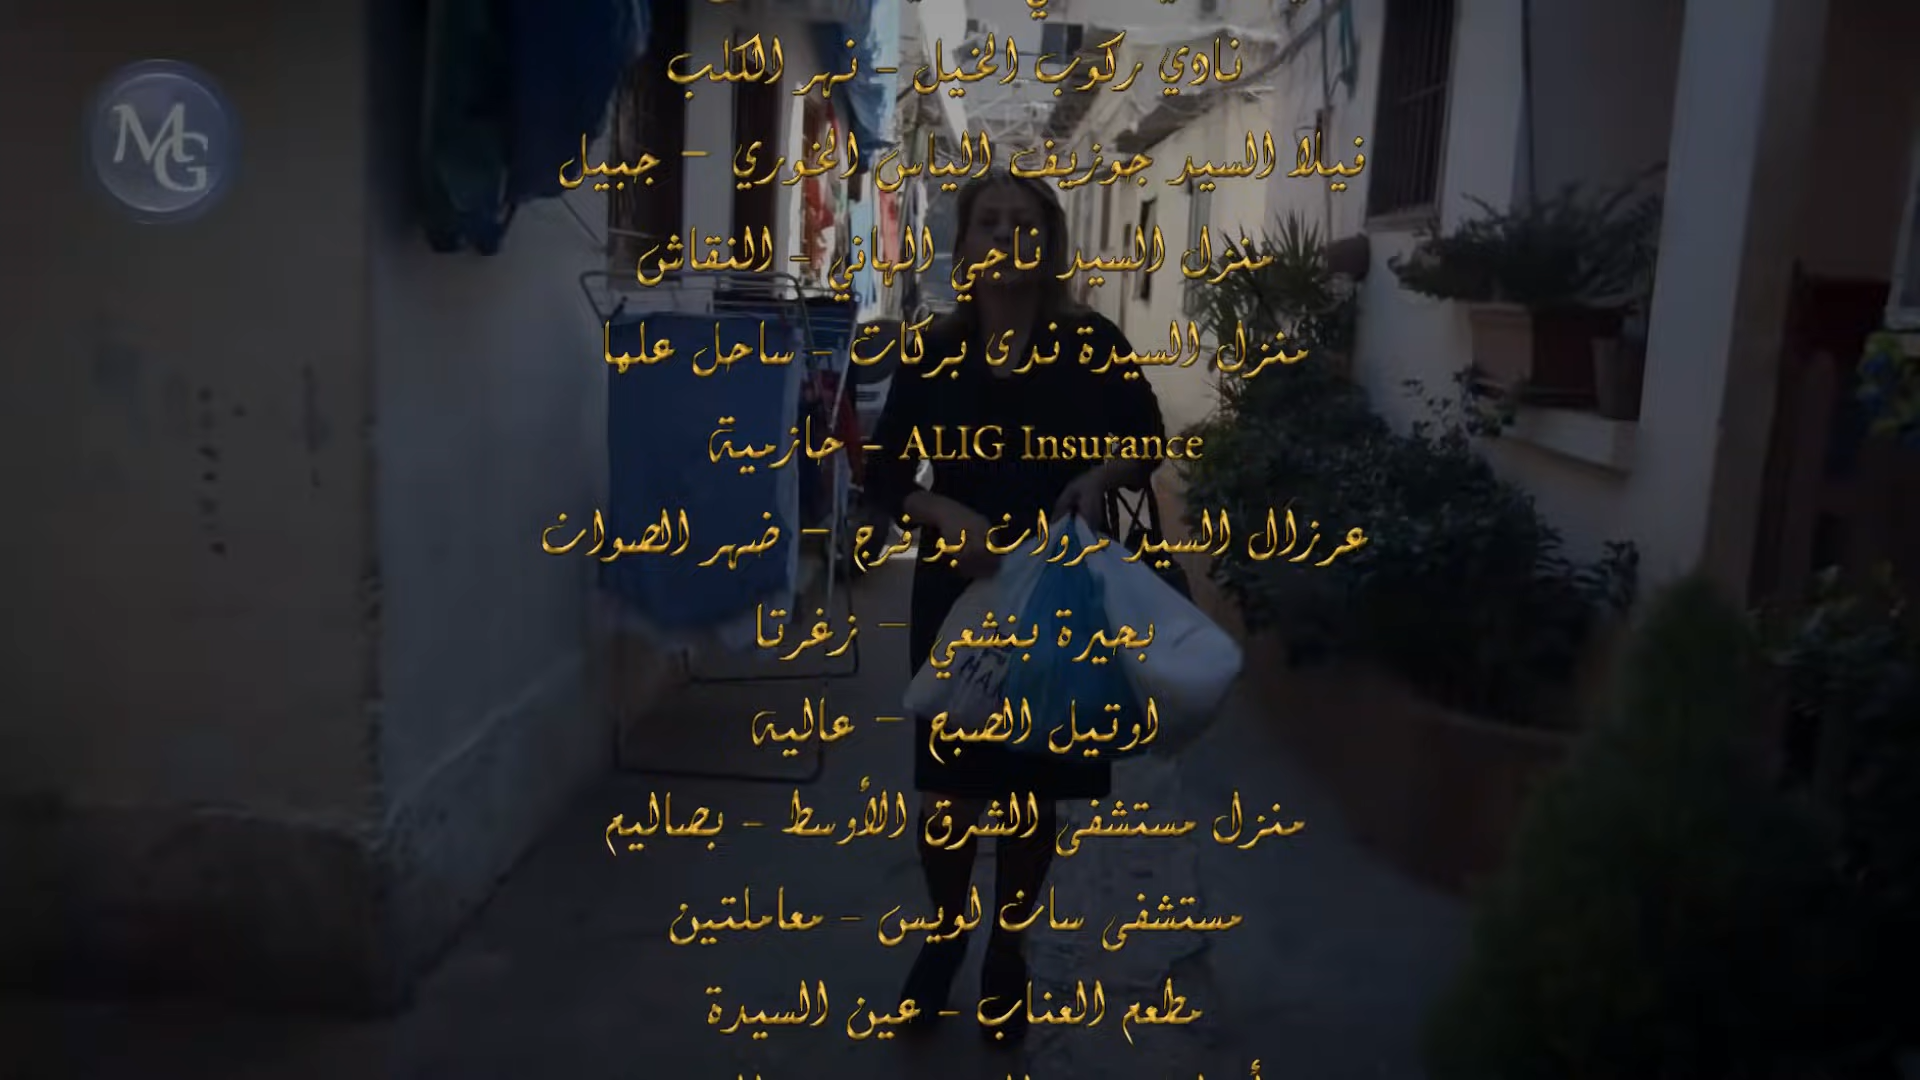 MG
نادي ركوب الخيل - نهر الكلب
فيلا السيد جوزيف الياس الخوري - جبيل
منزل السيد ناجي الهاني - النقاش
منزل السيدة ندى بركات - ساحل علما
ALIG Insurance - حازمية
عرزال السيد مروان بو فرج - ضهر الصوان
بحيرة بنشعي - زغرتا
اوتيل الصبح - عاليه
منزل مستشفى الشرق الأوسط - بصاليم
مستشفى سان لويس - معاملتين
مطعم العناب - عين السيدة